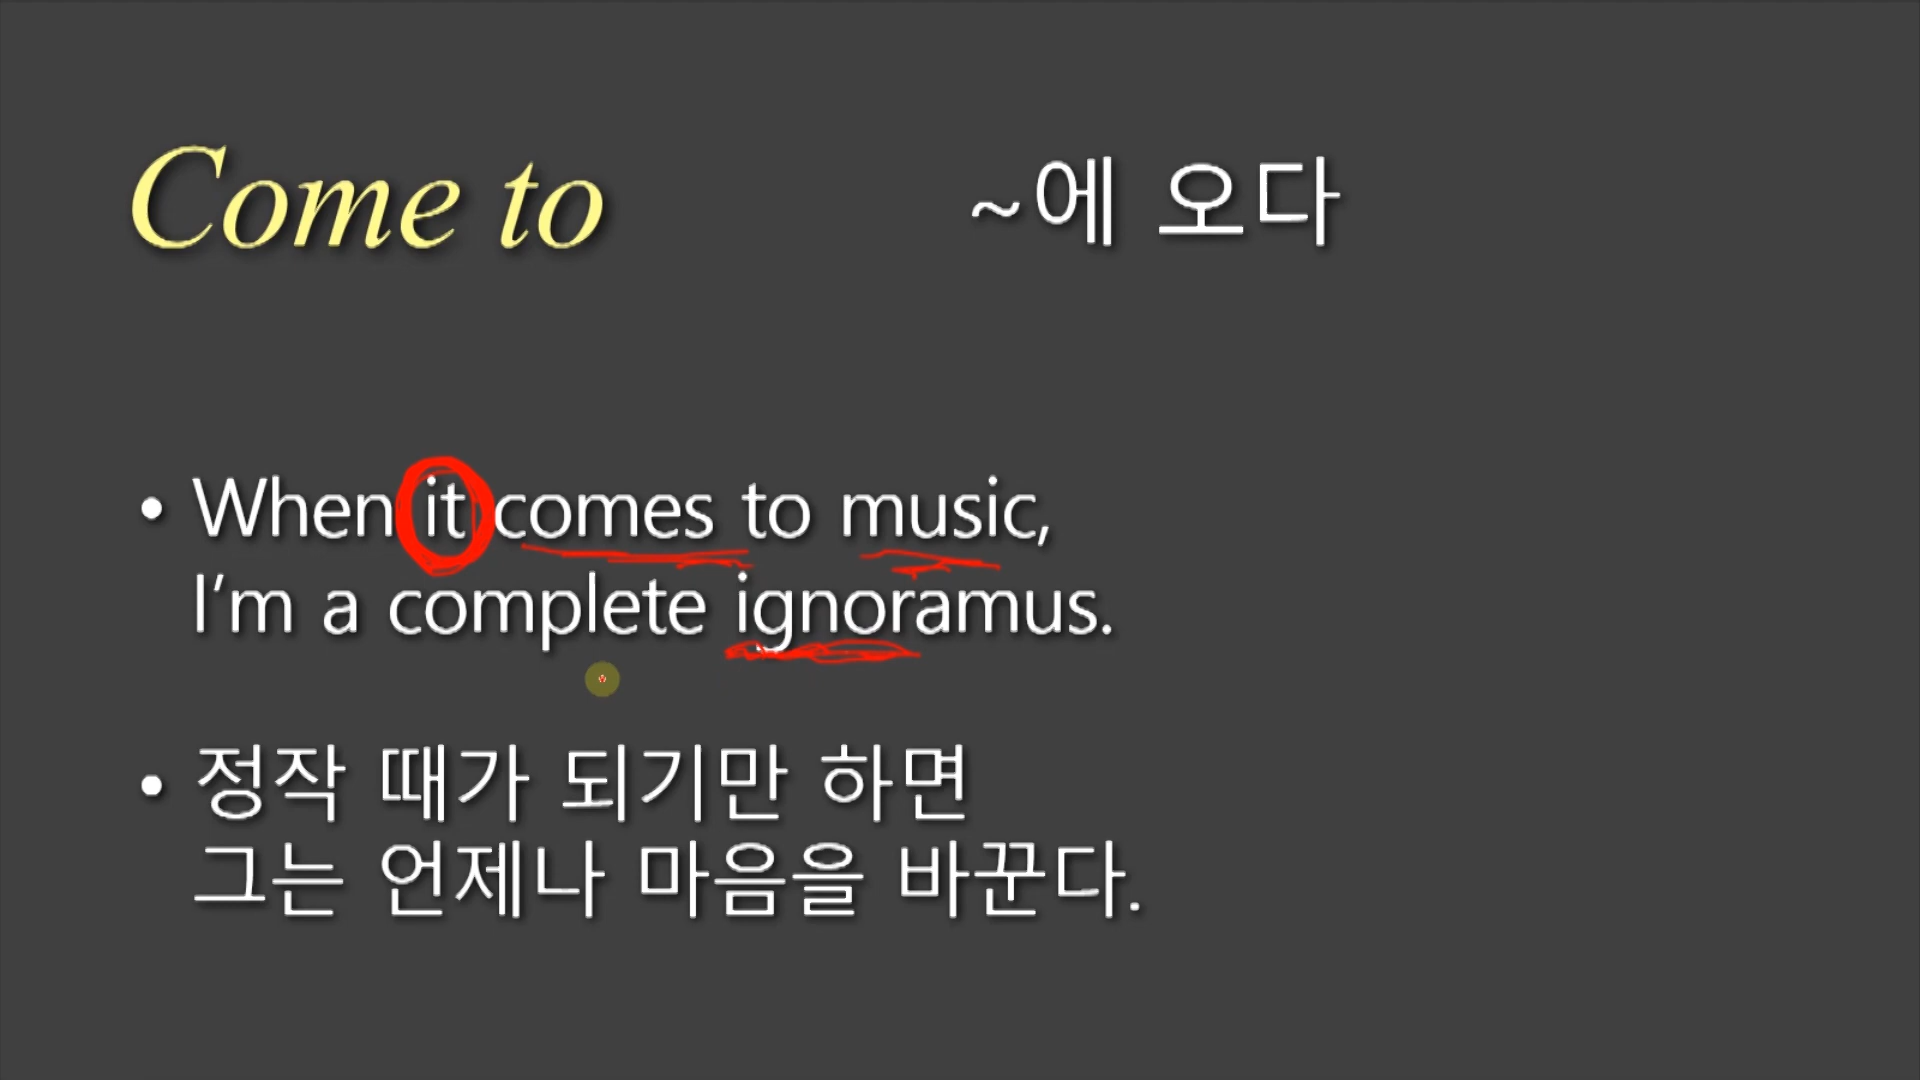 Come to ~에 오다
• When it comes to music,
I'm a complete ignoramus.
• 정작 때가 되기만 하면
그는 언제나 마음을 바꾼다.